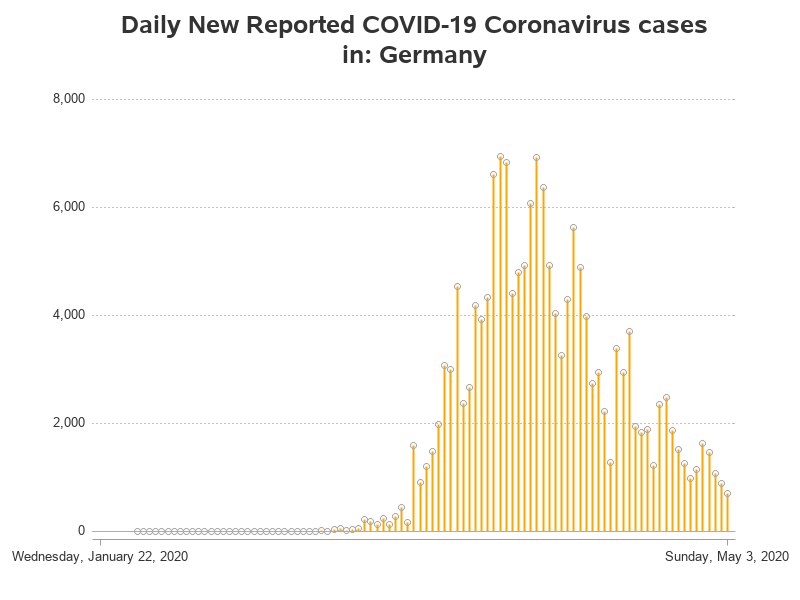 Daily New Reported COVID-19 Coronavirus cases
in: Germany
8,000
6,000
4,000
2,000
0
Wednesday, January 22, 2020
Sunday, May 3, 2020